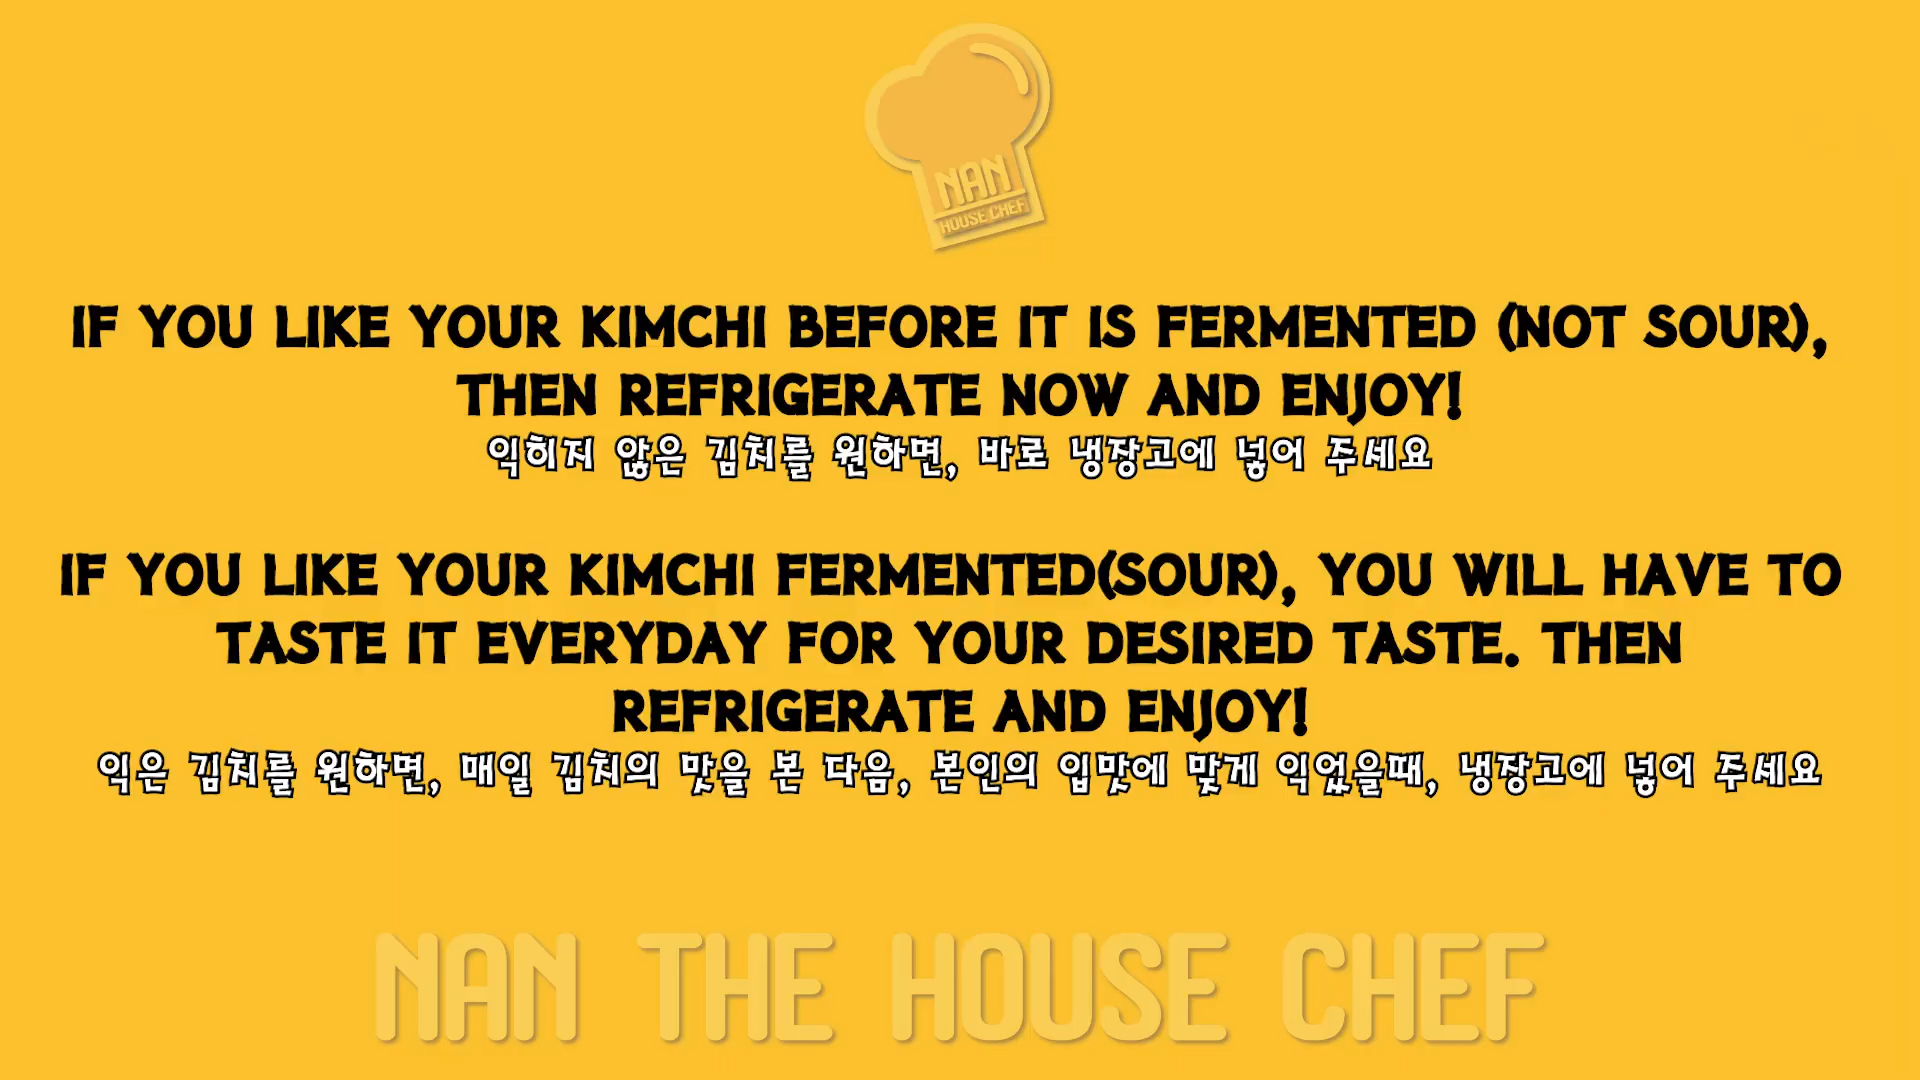 NAN
HOUSE CHEF
IF YOU LIKE YOUR KIMCHI BEFORE IT IS FERMENTED (NOT SOUR),
THEN REFRIGERATE NOW AND ENJOY!
익히지 않은 김치를 원하면, 바로 냉장고에 넣어 주세요
IF YOU LIKE YOUR KIMCHI FERMENTED(SOUR), YOU WILL HAVE TO
TASTE IT EVERYDAY FOR YOUR DESIRED TASTE. THEN
REFRIGERATE AND ENJOY!
익은 김치를 원하면, 매일 김치의 맛을 본 다음, 본인의 입맛에 맞게 익었을때, 냉장고에 넣어 주세요
NAN THE HOUSE CHEF